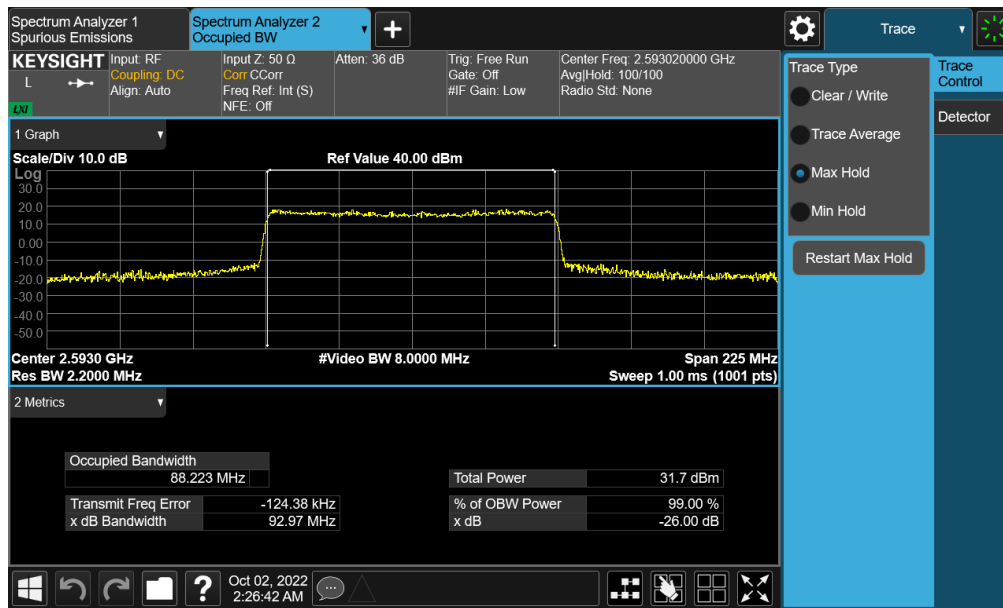 Spectrum Analyzer 1
Spurious Emissions
Spectrum Analyzer 2
Occupied BW
▼
+
Trace
▼
KEYSIGHT
L
LXI
Input: RF
Coupling: DC
Align: Auto
Input Z: 50 Ω
Corr CCorr
Freq Ref: Int (S)
NFE: Off
Atten: 36 dB
Trig: Free Run
Gate: Off
#IF Gain: Low
Center Freq: 2.593020000 GHz
Avg|Hold: 100/100
Radio Std: None
Trace Type
Clear / Write
Trace Average
Max Hold
Min Hold
Restart Max Hold
Trace
Control
Detector
1 Graph ▼
Scale/Div 10.0 dB
Ref Value 40.00 dBm
Log
30.0
20.0
10.0
0.00
-10.0
-20.0
-30.0
-40.0
-50.0
Center 2.5930 GHz
#Video BW 8.0000 MHz
Span 225 MHz
Res BW 2.2000 MHz
Sweep 1.00 ms (1001 pts)
2 Metrics ▼
Occupied Bandwidth
88.223 MHz
Total Power 31.7 dBm
Transmit Freq Error -124.38 kHz
% of OBW Power 99.00 %
x dB Bandwidth 92.97 MHz
x dB -26.00 dB
?
Oct 02, 2022
2:26:42 AM